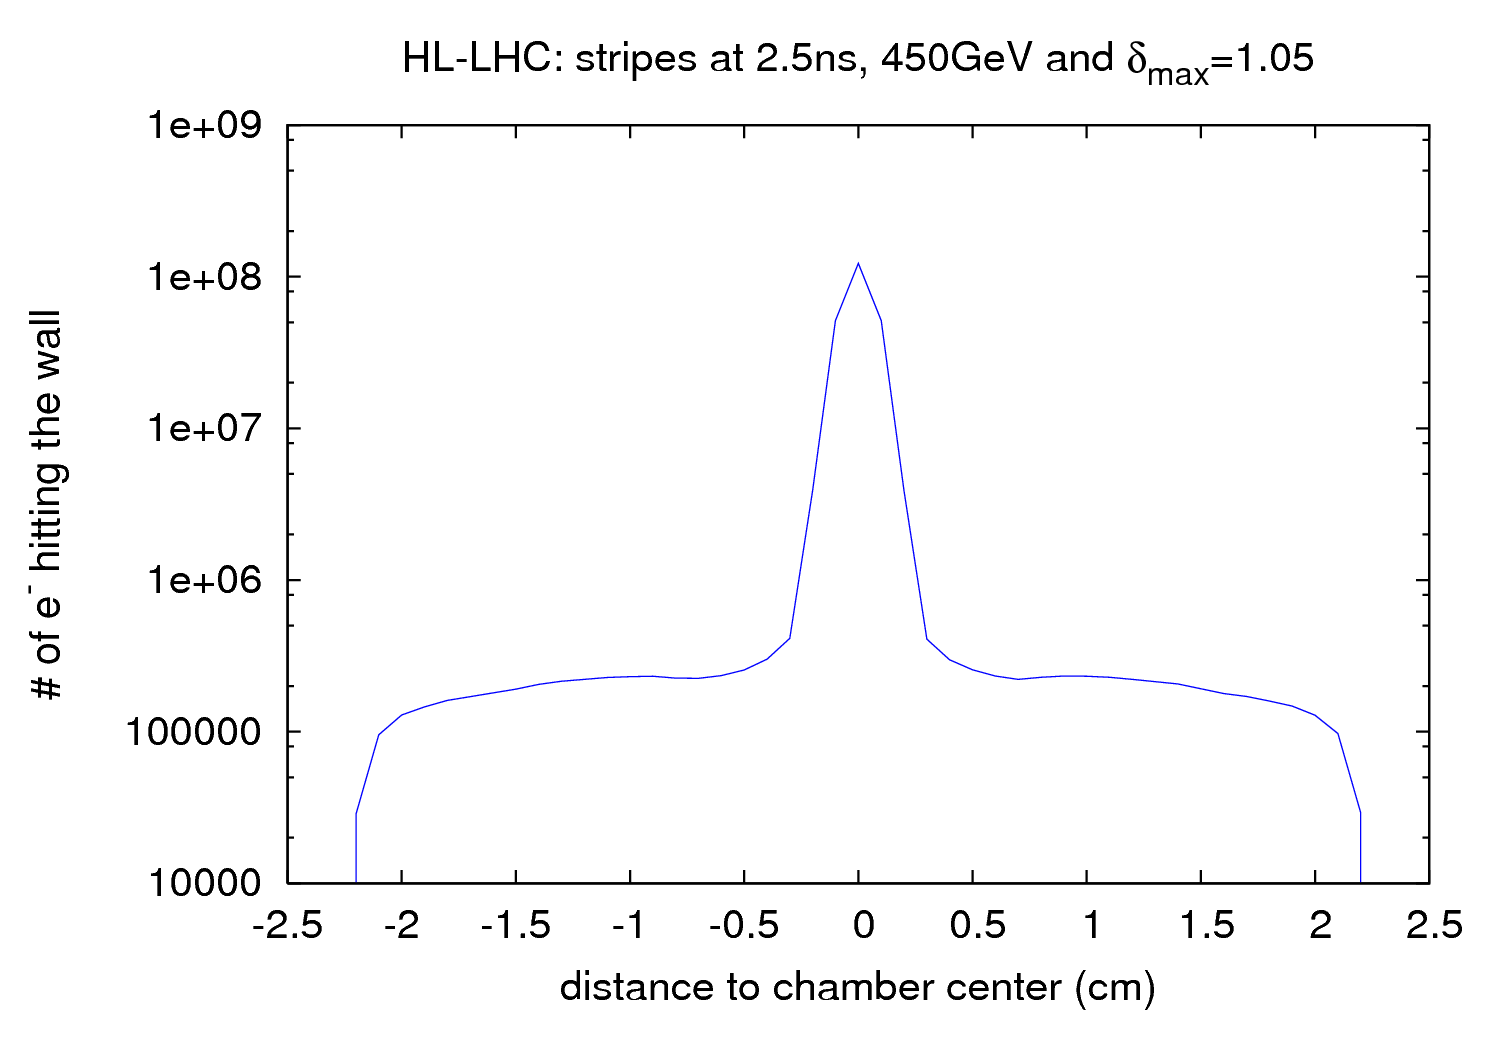 HL-LHC: stripes at 2.5ns, 450GeV and δmax=1.05
# of e- hitting the wall
1e+09
1e+08
1e+07
1e+06
100000
10000
-2.5 -2 -1.5 -1 -0.5 0 0.5 1 1.5 2 2.5
distance to chamber center (cm)